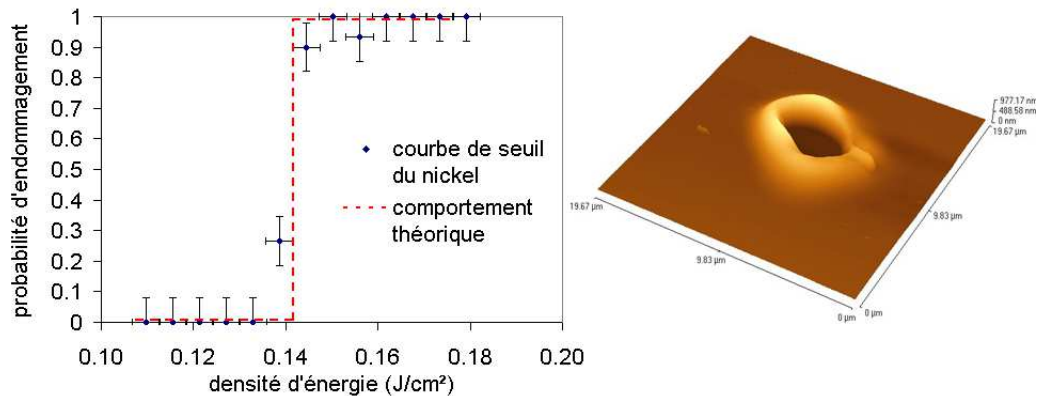 probabilité d'endommagement
1
0.9
0.8
0.7
0.6
0.5
0.4
0.3
0.2
0.1
0
courbe de seuil
du nickel
comportement
théorique
0.10
0.12
0.14
0.16
0.18
0.20
densité d'énergie (J/cm²)
977.17 nm
488.58 nm
0 nm
19.67 µm
19.67 µm
9.83 µm
9.83 µm
0 µm
0 µm